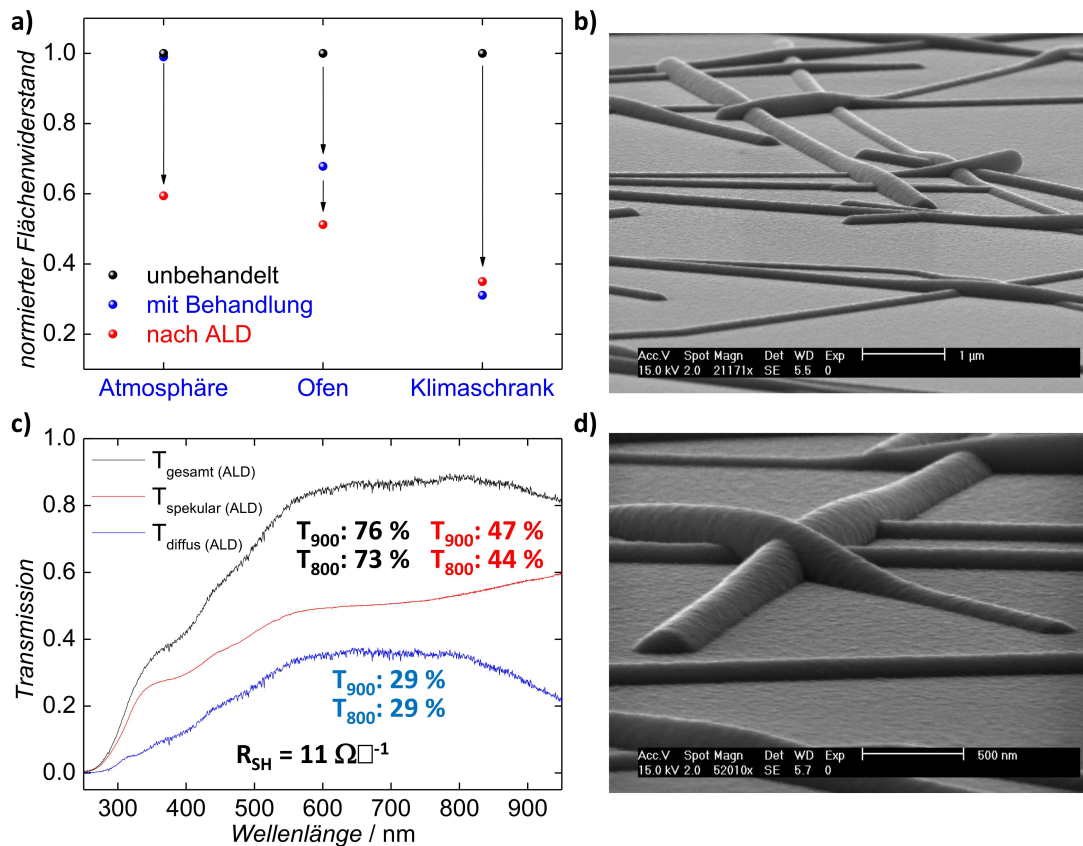 a)
normierter Flächenwiderstand
1.0
0.8
0.6
0.4
0.2
unbehandelt
mit Behandlung
nach ALD
Atmosphäre Ofen Klimaschrank
b)
Acc.V Spot Magn Det WD Exp
15.0 kV 2.0 21171x SE 5.5 0
1 µm
c)
Transmission
1.0
0.8
0.6
0.4
0.2
0.0
T gesamt (ALD)
T spekular (ALD)
T diffus (ALD)
T900: 76 %
T800: 73 %
T900: 47 %
T800: 44 %
T900: 29 %
T800: 29 %
RSH = 11 Ω□-1
300 400 500 600 700 800 900
Wellenlänge / nm
d)
Acc.V Spot Magn Det WD Exp
15.0 kV 2.0 52010x SE 5.7 0
500 nm